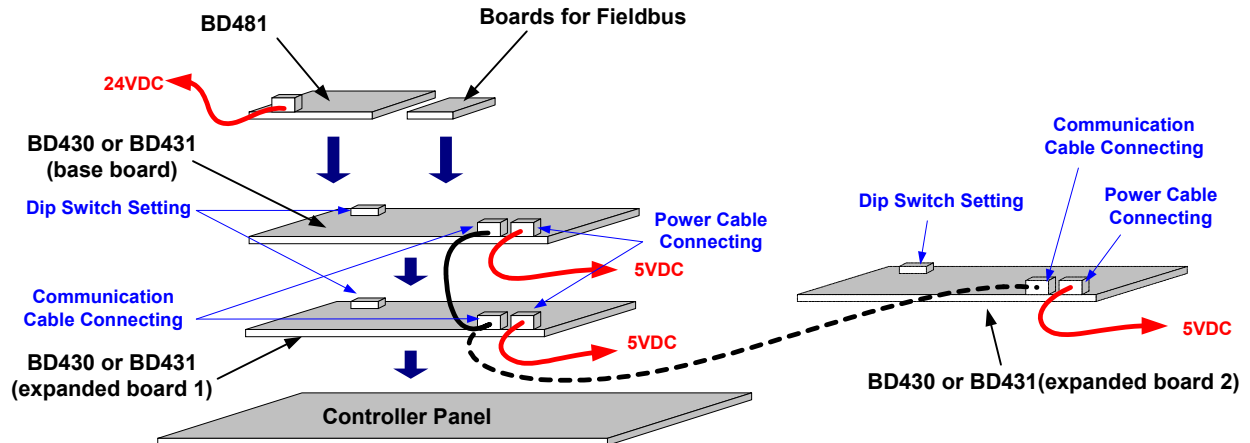 BD481
Boards for Fieldbus
24VDC
BD430 or BD431
(base board)
Dip Switch Setting
Power Cable
Connecting
5VDC
Communication
Cable Connecting
5VDC
BD430 or BD431
(expanded board 1)
Controller Panel
Communication
Cable Connecting
Dip Switch Setting
Power Cable
Connecting
5VDC
BD430 or BD431(expanded board 2)